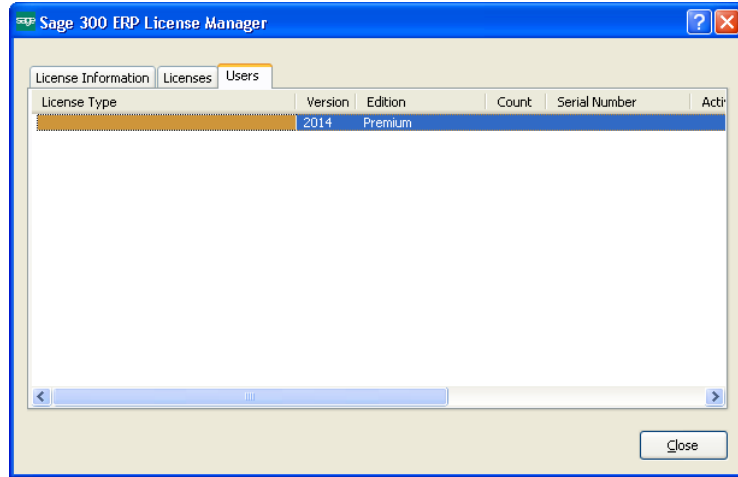 sage Sage 300 ERP License Manager
License Information Licenses Users
License Type Version Edition Count Serial Number Acti
2014 Premium
Close